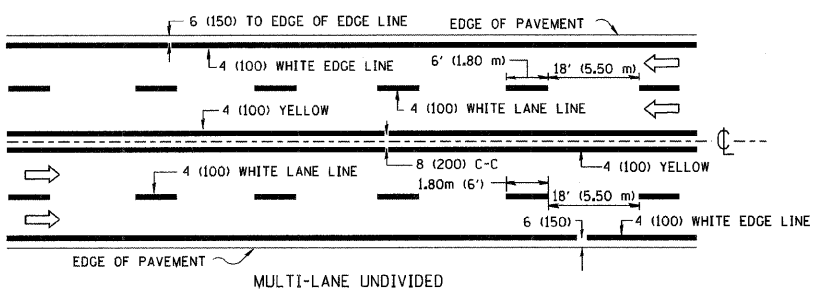 6 (150) TO EDGE OF EDGE LINE
EDGE OF PAVEMENT
4 (100) WHITE EDGE LINE
6' (1.80 m)
18' (5.50 m)
4 (100) YELLOW
4 (100) WHITE LANE LINE
℄
4 (100) WHITE LANE LINE
8 (200) C-C
4 (100) YELLOW
1.80m (6')
18' (5.50 m)
6 (150)
4 (100) WHITE EDGE LINE
EDGE OF PAVEMENT
MULTI-LANE UNDIVIDED